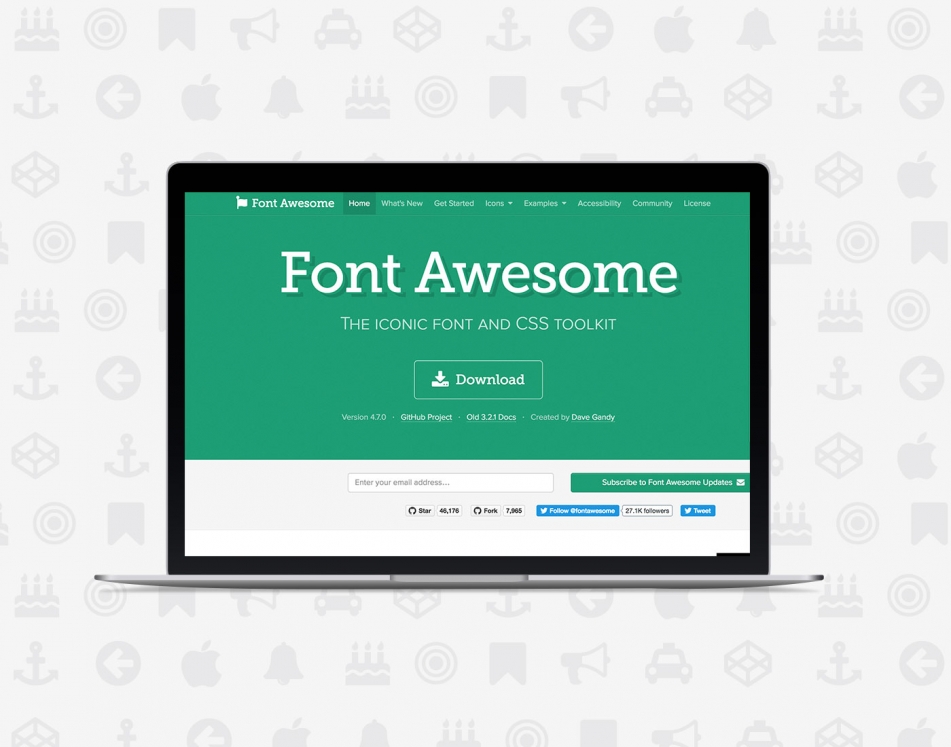 Font Awesome Home What's New Get Started Icons Examples Accessibility Community License
Font Awesome
The iconic font and CSS toolkit
Download
Version 4.7.0 · GitHub Project · Old 3.2.1 Docs · Created by Dave Gandy
Enter your email address... Subscribe to Font Awesome Updates
Star 46,176 Fork 7,965 Follow @fontawesome 27.1K followers Tweet